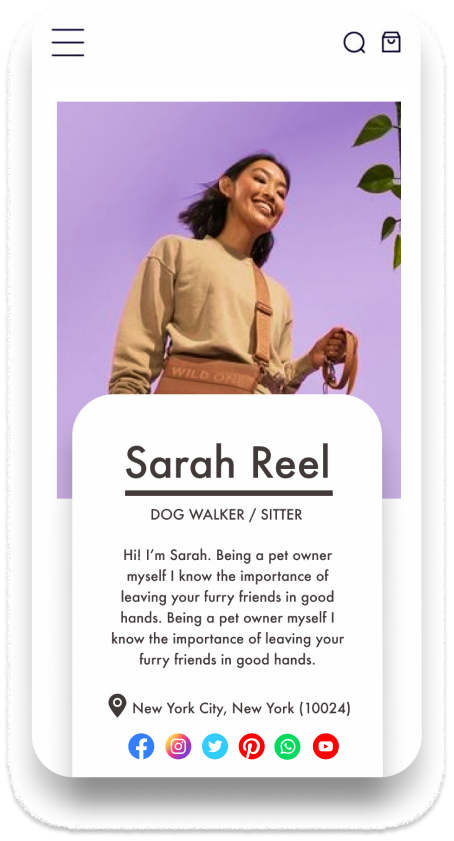 WILD ONE
Sarah Reel
DOG WALKER / SITTER
Hi! I'm Sarah. Being a pet owner
myself I know the importance of
leaving your furry friends in good
hands. Being a pet owner myself I
know the importance of leaving your
furry friends in good hands.
New York City, New York (10024)